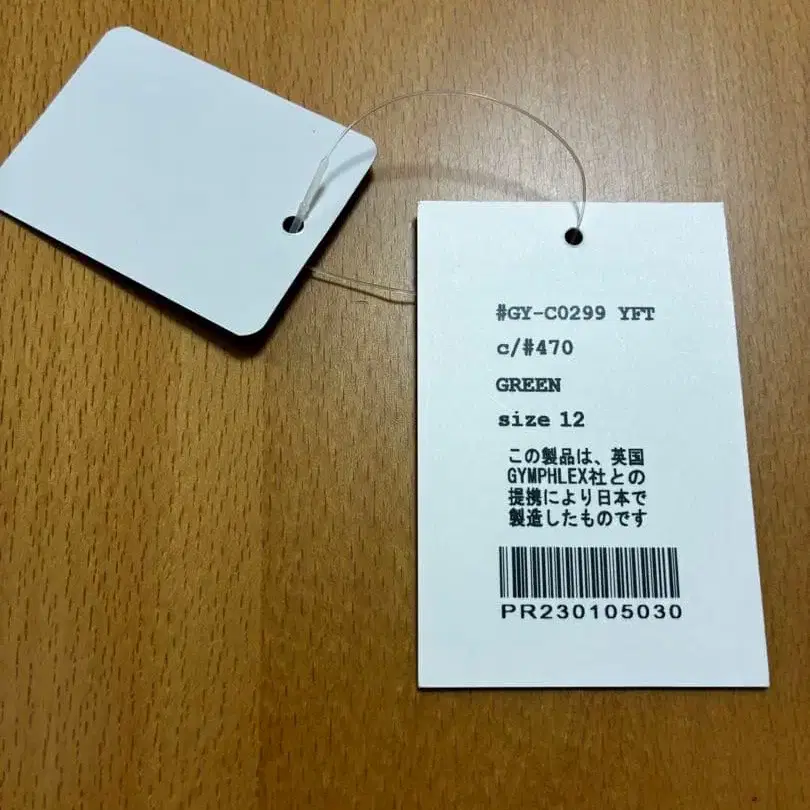 #GY-C0299 YFT
c/#470
GREEN
size 12
この製品は、英国
GYMPHLEX社との
提携により日本で
製造したものです
PR230105030